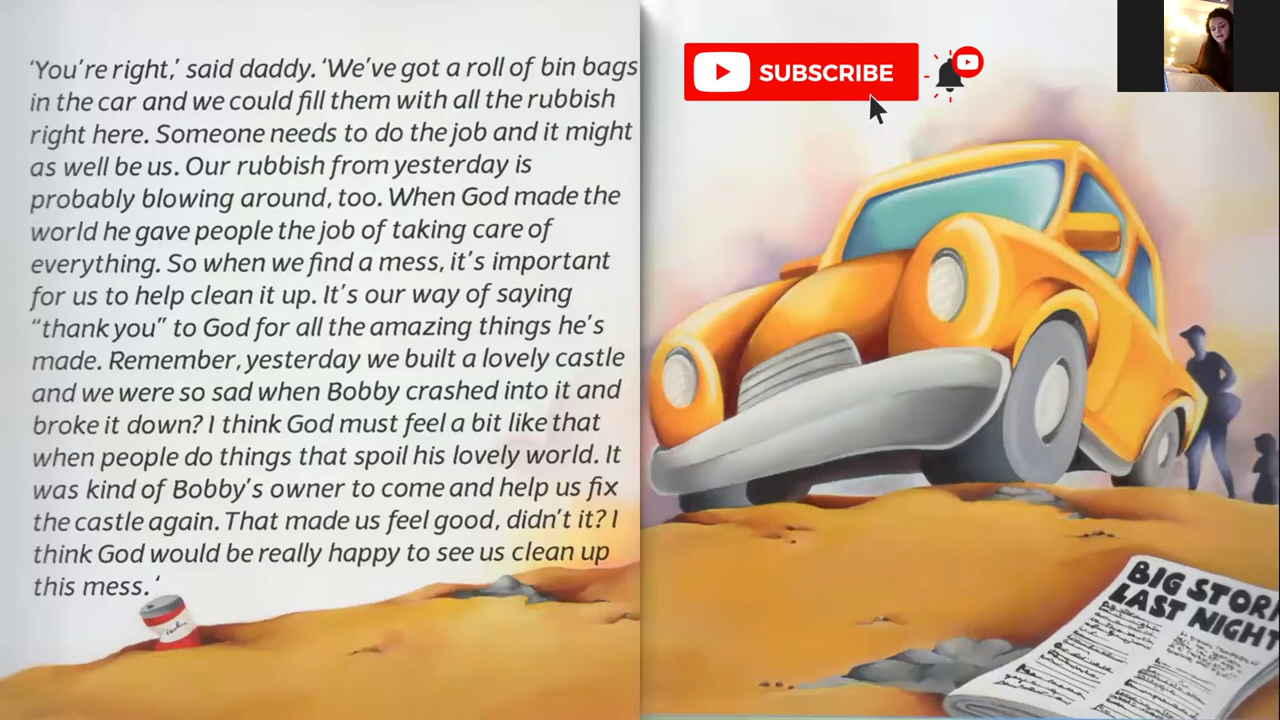 ‘You’re right,’ said daddy. ‘We’ve got a roll of bin bags
in the car and we could fill them with all the rubbish
right here. Someone needs to do the job and it might
as well be us. Our rubbish from yesterday is
probably blowing around, too. When God made the
world he gave people the job of taking care of
everything. So when we find a mess, it’s important
for us to help clean it up. It’s our way of saying
“thank you” to God for all the amazing things he’s
made. Remember, yesterday we built a lovely castle
and we were so sad when Bobby crashed into it and
broke it down? I think God must feel a bit like that
when people do things that spoil his lovely world. It
was kind of Bobby’s owner to come and help us fix
the castle again. That made us feel good, didn’t it? I
think God would be really happy to see us clean up
this mess. ‘
SUBSCRIBE
BIG STOR
LAST NIGHT